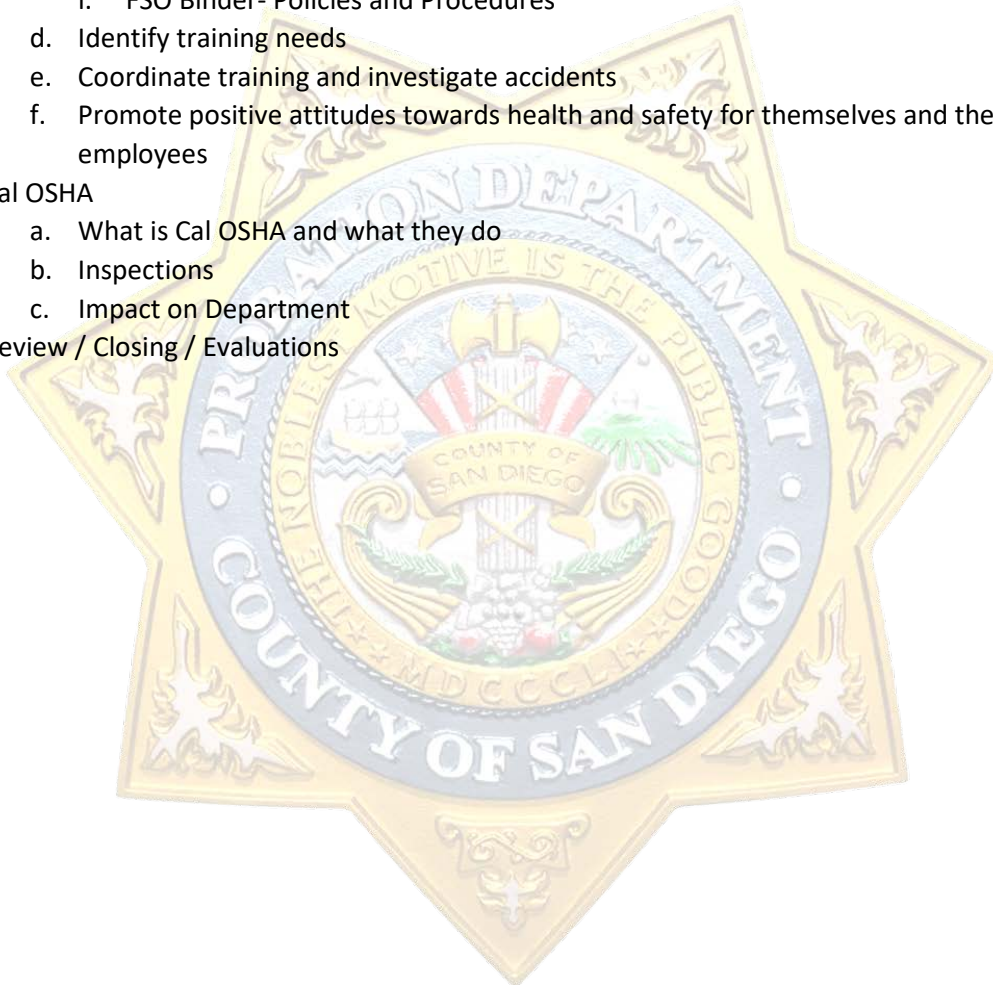 FSO Binder- Policies and Procedures
d. Identify training needs
e. Coordinate training and investigate accidents
f. Promote positive attitudes towards health and safety for themselves and the
employees
al OSHA
a. What is Cal OSHA and what they do
b. Inspections
c. Impact on Department
eview / Closing / Evaluations
PROBATION DEPARTMENT
THE NOBLEST MOTIVE IS THE PUBLIC GOOD
COUNTY OF
SAN DIEGO
MDCCCLI
COUNTY OF SAN DIEGO